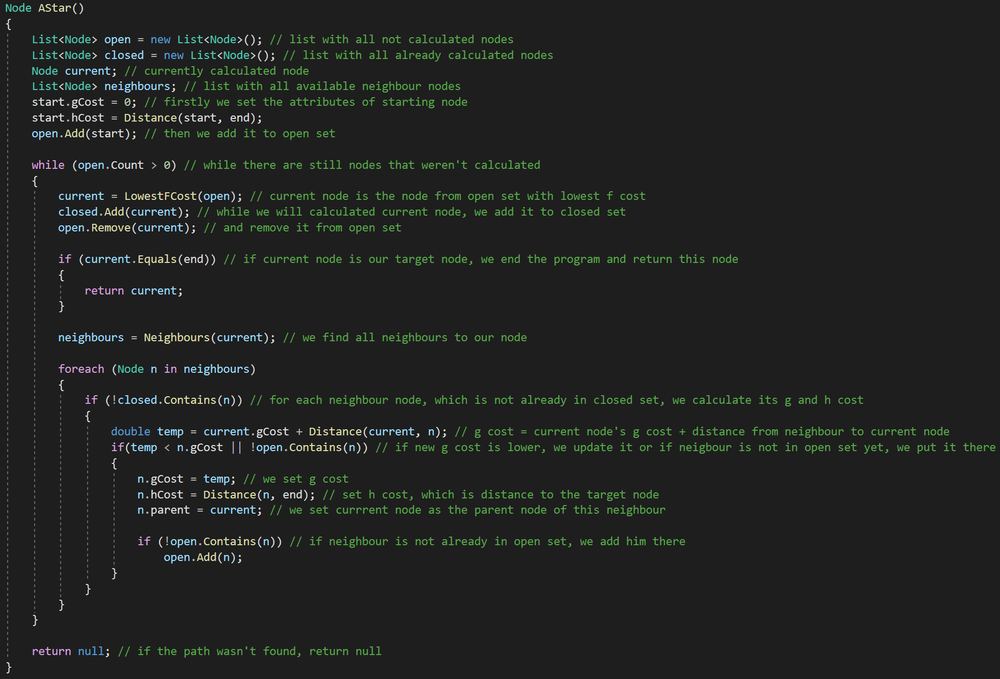 Node AStar()
{
    List<Node> open = new List<Node>(); // list with all not calculated nodes
    List<Node> closed = new List<Node>(); // list with all already calculated nodes
    Node current; // currently calculated node
    List<Node> neighbours; // list with all available neighbour nodes
    start.gCost = 0; // firstly we set the attributes of starting node
    start.hCost = Distance(start, end);
    open.Add(start); // then we add it to open set

    while (open.Count > 0) // while there are still nodes that weren't calculated
    {
        current = LowestFCost(open); // current node is the node from open set with lowest f cost
        closed.Add(current); // while we will calculated current node, we add it to closed set
        open.Remove(current); // and remove it from open set

        if (current.Equals(end)) // if current node is our target node, we end the program and return this node
        {
            return current;
        }

        neighbours = Neighbours(current); // we find all neighbours to our node

        foreach (Node n in neighbours)
        {
            if (!closed.Contains(n)) // for each neighbour node, which is not already in closed set, we calculate its g and h cost
            {
                double temp = current.gCost + Distance(current, n); // g cost = current node's g cost + distance from neighbour to current node
                if(temp < n.gCost || !open.Contains(n)) // if new g cost is lower, we update it or if neigbour is not in open set yet, we put it there
                {
                    n.gCost = temp; // we set g cost
                    n.hCost = Distance(n, end); // set h cost, which is distance to the target node
                    n.parent = current; // we set currrent node as the parent node of this neighbour

                    if (!open.Contains(n)) // if neighbour is not already in open set, we add him there
                        open.Add(n);
                }
            }
        }
    }

    return null; // if the path wasn't found, return null
}